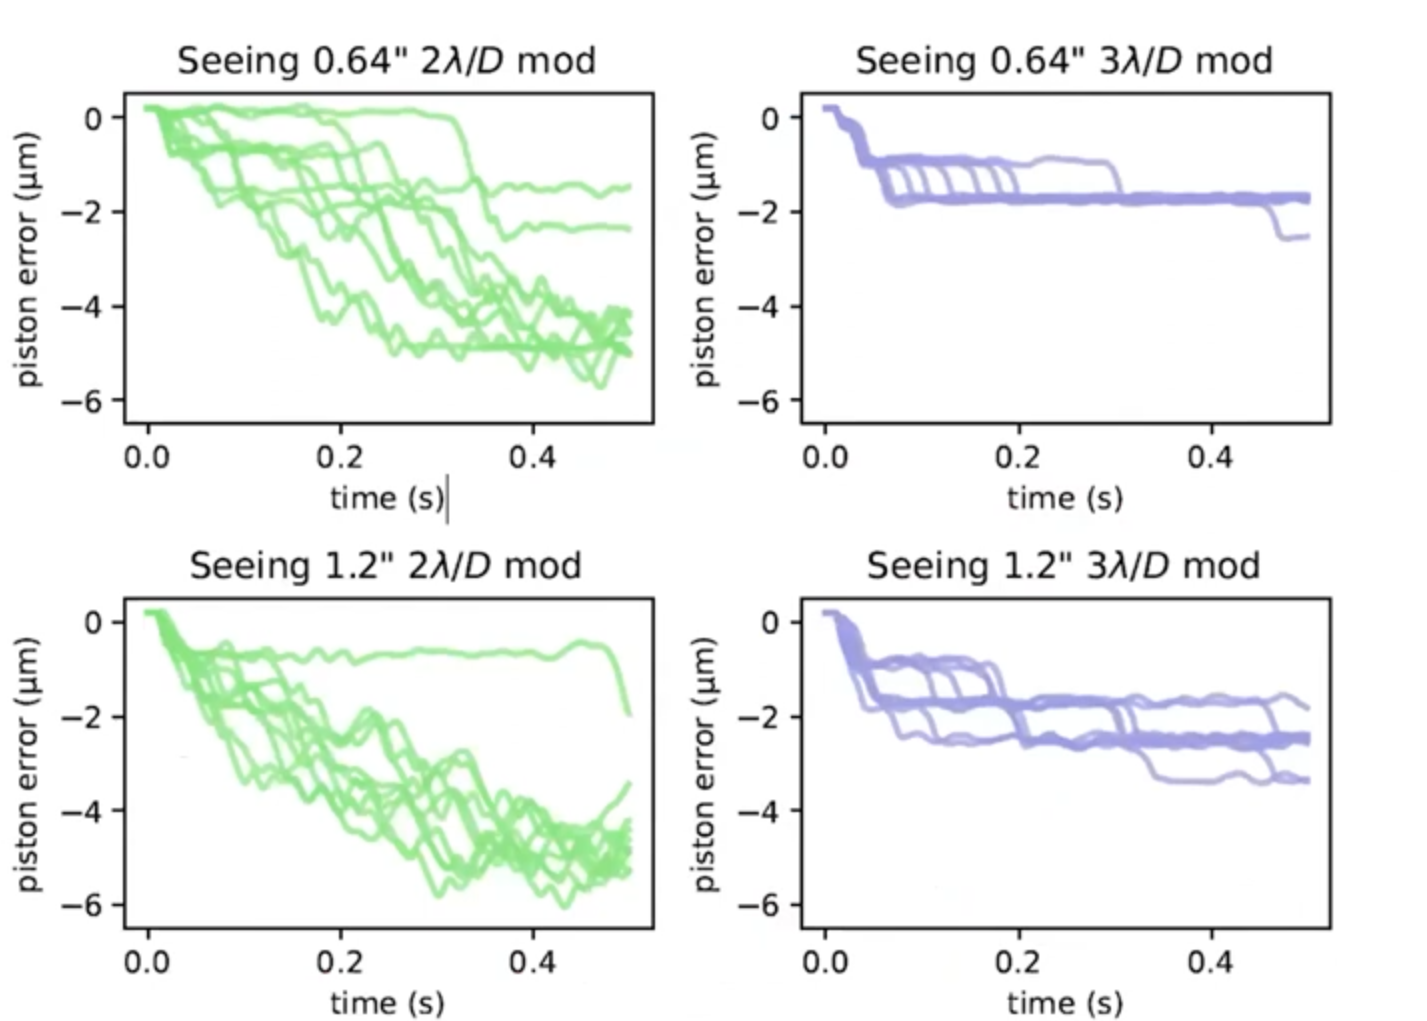 Seeing 0.64" 2λ/D mod
piston error (μm)
0
−2
−4
−6
0.0 0.2 0.4
time (s)
Seeing 0.64" 3λ/D mod
piston error (μm)
0
−2
−4
−6
0.0 0.2 0.4
time (s)
Seeing 1.2" 2λ/D mod
piston error (μm)
0
−2
−4
−6
0.0 0.2 0.4
time (s)
Seeing 1.2" 3λ/D mod
piston error (μm)
0
−2
−4
−6
0.0 0.2 0.4
time (s)